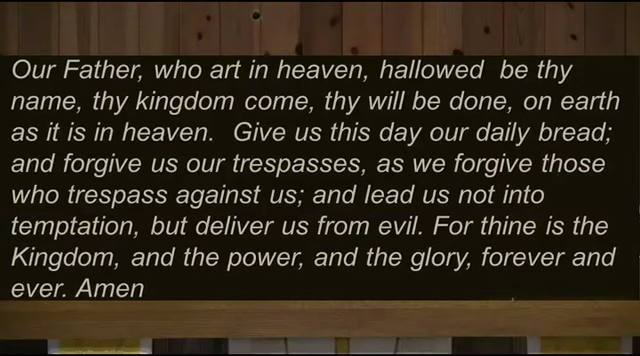 Our Father, who art in heaven, hallowed  be thy
name, thy kingdom come, thy will be done, on earth
as it is in heaven.  Give us this day our daily bread;
and forgive us our trespasses, as we forgive those
who trespass against us; and lead us not into
temptation, but deliver us from evil. For thine is the
Kingdom, and the power, and the glory, forever and
ever. Amen